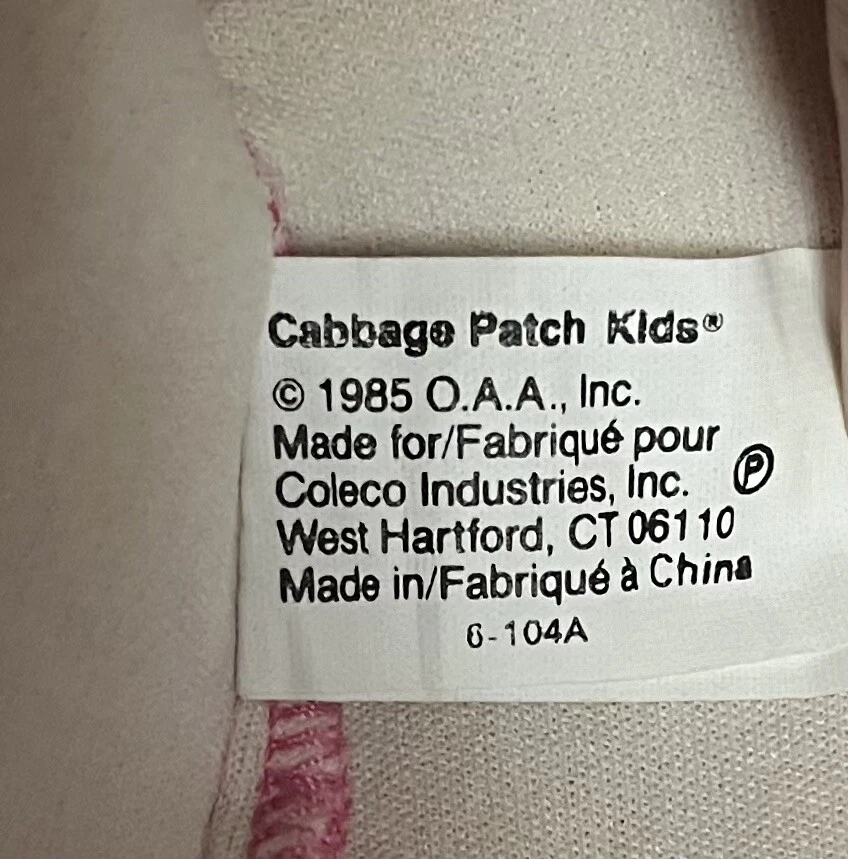 Cabbage Patch Kids®
© 1985 O.A.A., Inc.
Made for/Fabriqué pour
Coleco Industries, Inc. Ⓟ
West Hartford, CT 06110
Made in/Fabriqué à China
6-104A